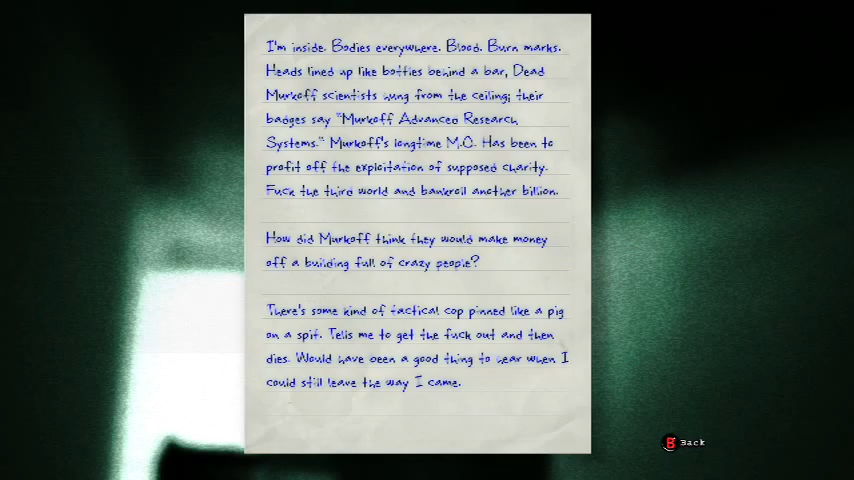 I'm inside. Bodies everywhere. Blood. Burn marks.
Heads lined up like bottles behind a bar, Dead
Murkoff scientists hung from the ceiling; their
badges say "Murkoff Advanced Research
Systems." Murkoff's longtime M.O. Has been to
profit off the exploitation of supposed charity.
Fuck the third world and bankroll another billion.
How did Murkoff think they would make money
off a building full of crazy people?
There's some kind of tactical cop pinned like a pig
on a spit. Tells me to get the fuck out and then
dies. Would have been a good thing to hear when I
could still leave the way I came.
B Back